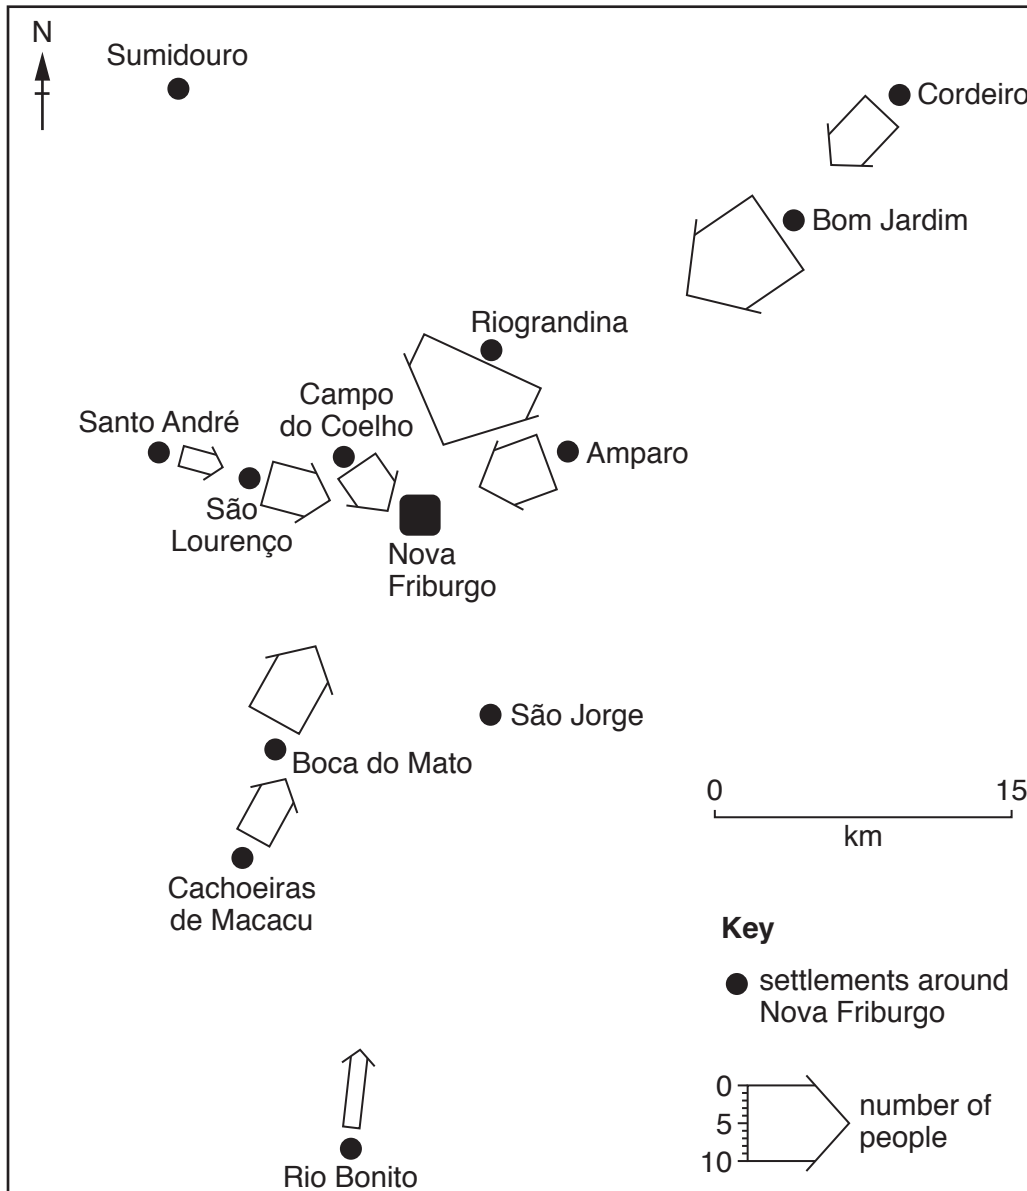 N
Sumidouro
Cordeiro
Bom Jardim
Riograndina
Campo
do Coelho
Santo André
Amparo
São
Lourenço
Nova
Friburgo
São Jorge
Boca do Mato
0 15
km
Cachoeiras
de Macacu
Key
settlements around
Nova Friburgo
0
5
10
number of
people
Rio Bonito